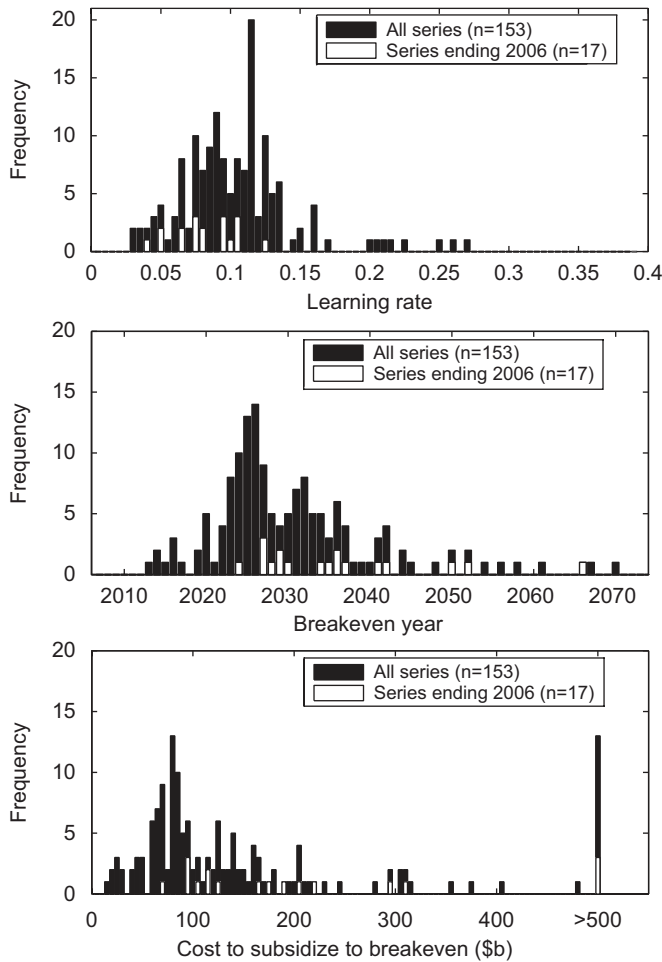 20
15
10
5
0
Frequency
All series (n=153)
Series ending 2006 (n=17)
0 0.05 0.1 0.15 0.2 0.25 0.3 0.35 0.4
Learning rate
20
15
10
5
0
Frequency
All series (n=153)
Series ending 2006 (n=17)
2010 2020 2030 2040 2050 2060 2070
Breakeven year
20
15
10
5
0
Frequency
All series (n=153)
Series ending 2006 (n=17)
0 100 200 300 400 >500
Cost to subsidize to breakeven ($b)